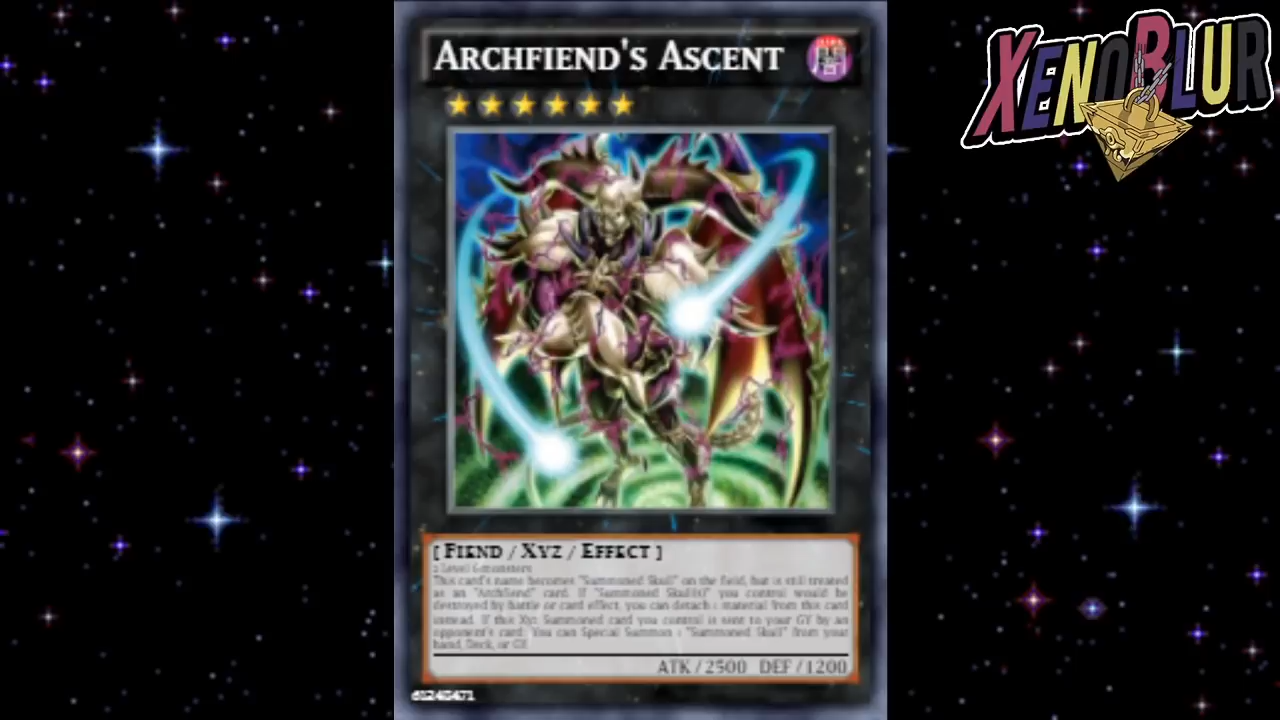 ARCHFIEND'S ASCENT
XENOBLUR
[ FIEND / XYZ / EFFECT ]
2 Level 6 monsters
This card's name becomes "Summoned Skull" on the field, but is still treated
as an "Archfiend" card. If "Summoned Skull(s)" you control would be
destroyed by battle or card effect, you can detach 1 material from this card
instead. If this Xyz Summoned card you control is sent to your GY by an
opponent's card: You can Special Summon 1 "Summoned Skull" from your
hand, Deck, or GY.
ATK / 2500 DEF / 1200